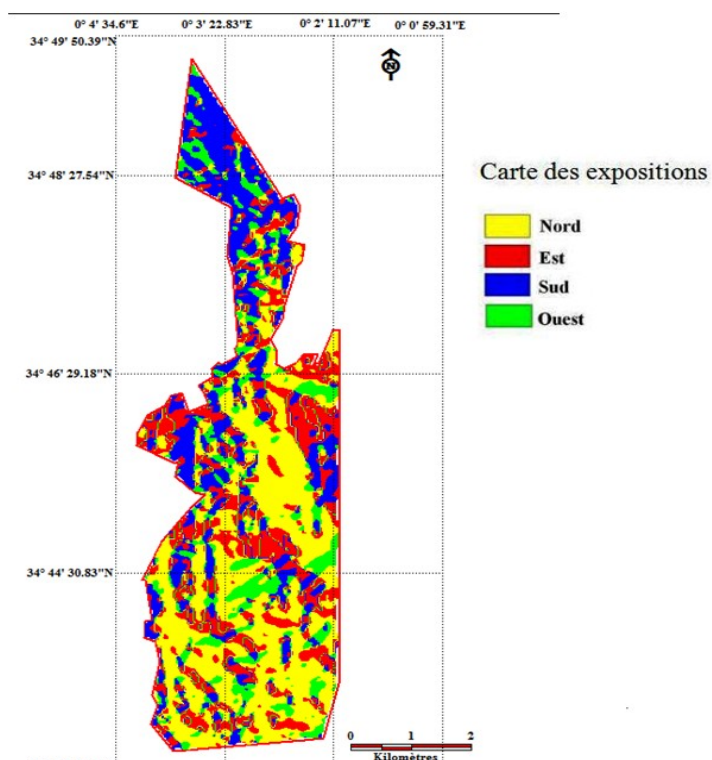 0° 4' 34.6"E 0° 3' 22.83"E 0° 2' 11.07"E 0° 0' 59.31"E
34° 49' 50.39"N
N
34° 48' 27.54"N
Carte des expositions
Nord
Est
Sud
Ouest
34° 46' 29.18"N
34° 44' 30.83"N
0 1 2
Kilomètres